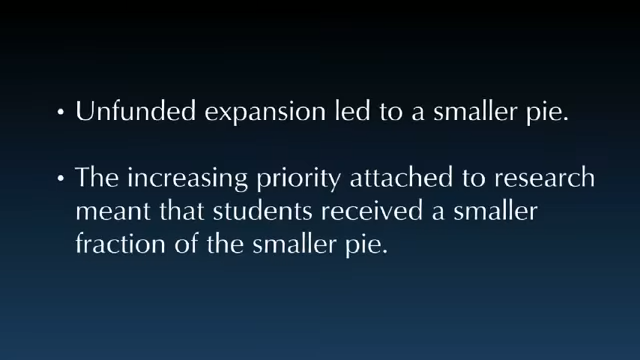 • Unfunded expansion led to a smaller pie.
• The increasing priority attached to research
meant that students received a smaller
fraction of the smaller pie.